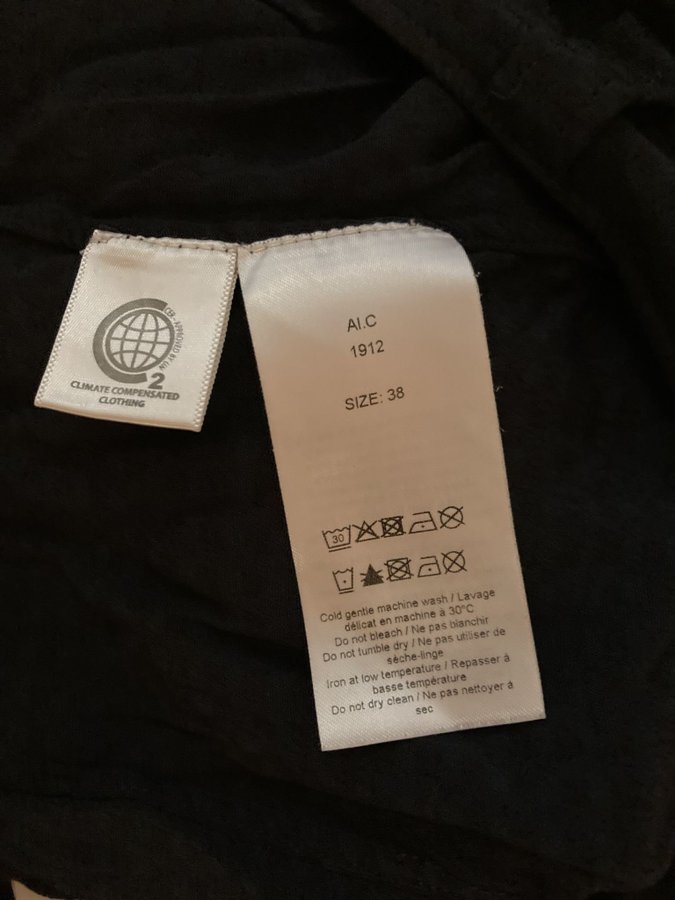 2
CLIMATE COMPENSATED
CLOTHING
AI.C
1912
SIZE: 38
30
Cold gentle machine wash / Lavage
délicat en machine à 30°C
Do not bleach / Ne pas blanchir
Do not tumble dry / Ne pas utiliser de
sèche-linge
Iron at low temperature / Repasser à
basse température
Do not dry clean / Ne pas nettoyer à
sec